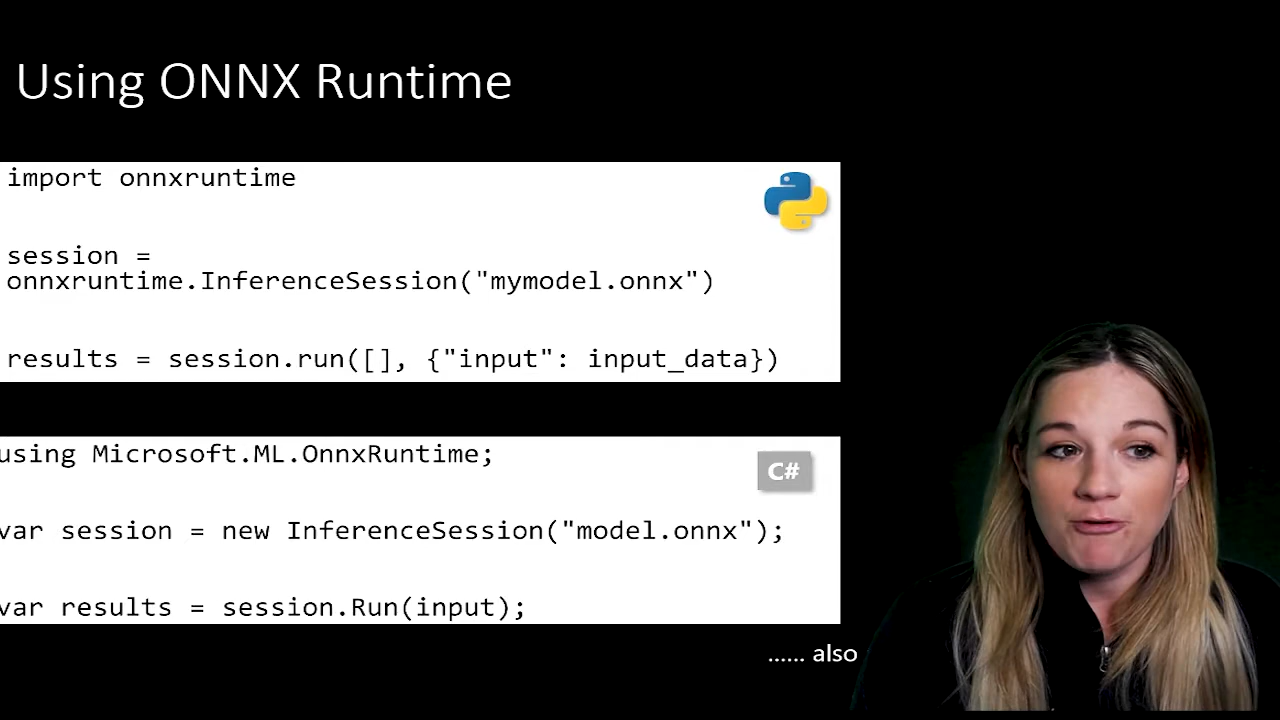 Using ONNX Runtime
import onnxruntime
session =
onnxruntime.InferenceSession("mymodel.onnx")
results = session.run([], {"input": input_data})
using Microsoft.ML.OnnxRuntime;
C#
var session = new InferenceSession("model.onnx");
var results = session.Run(input);
...... also